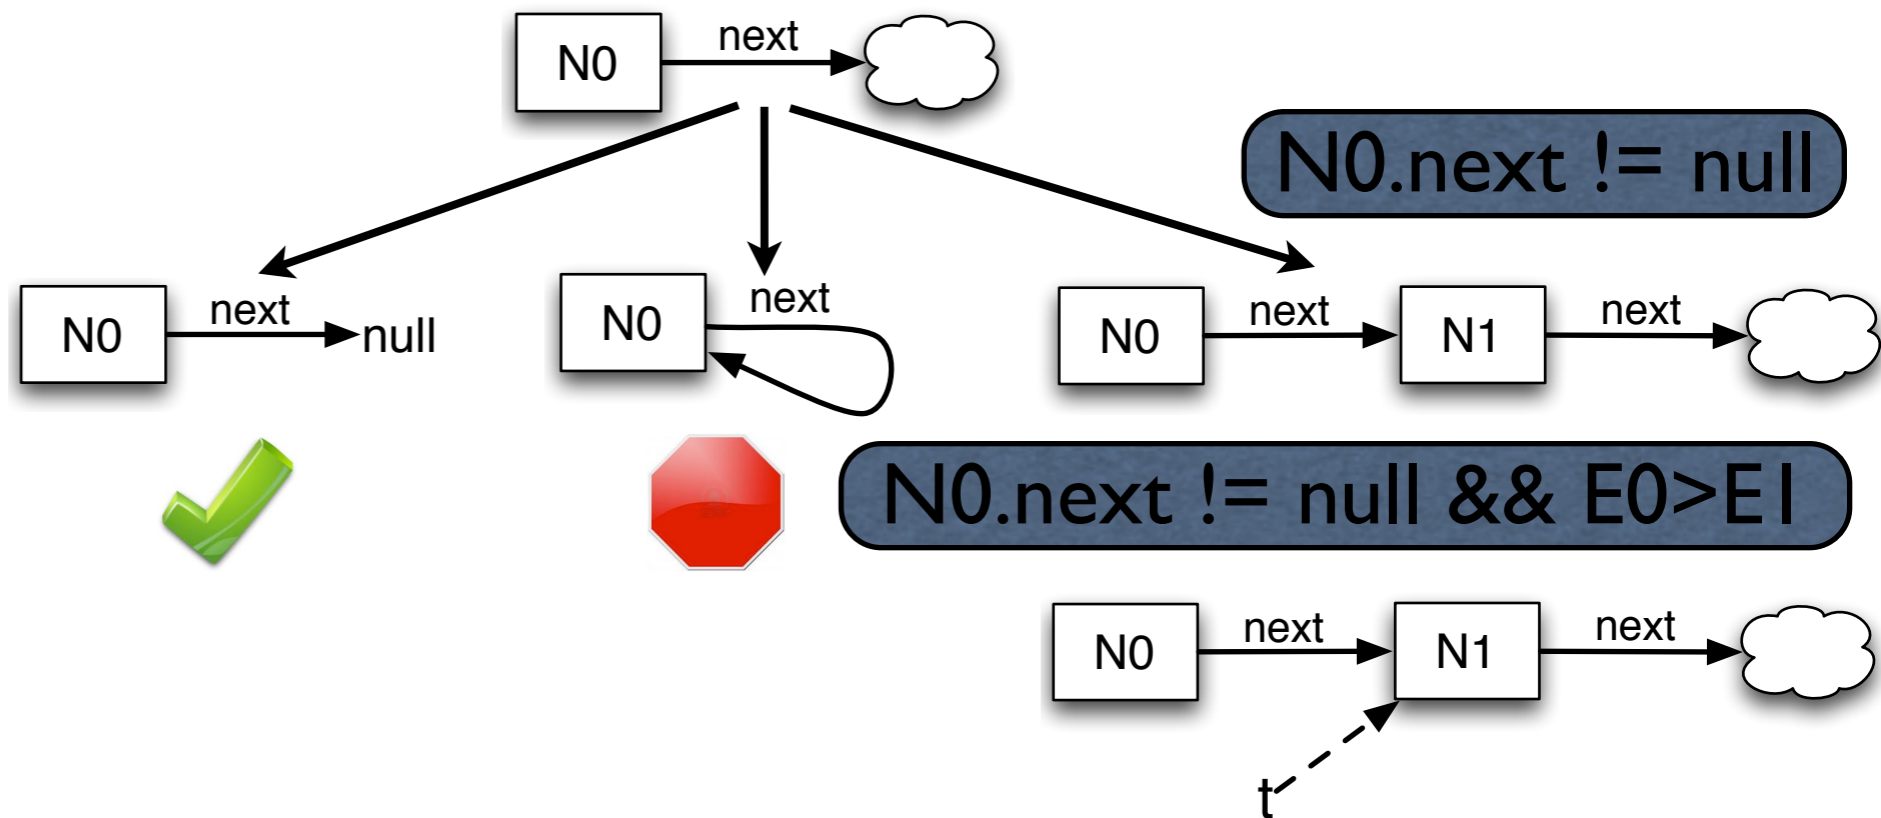 N0 next
N0.next != null
N0 next null
N0 next
N0 next N1 next
N0.next != null && E0>E1
N0 next N1 next
t